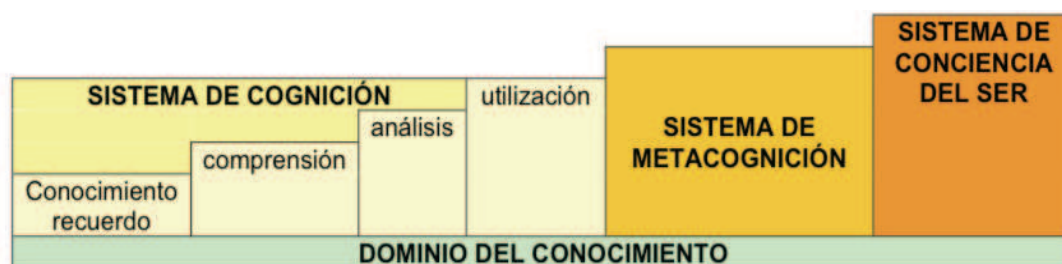 SISTEMA DE COGNICIÓN
Conocimiento
recuerdo
comprensión
análisis
utilización
SISTEMA DE
METACOGNICIÓN
SISTEMA DE
CONCIENCIA
DEL SER
DOMINIO DEL CONOCIMIENTO